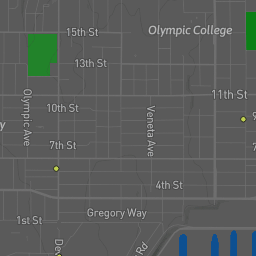 Olympic College
15th St
13th St
11th St
10th St
Olympic Ave
Veneta Ave
7th St
4th St
Gregory Way
1st St
Rd